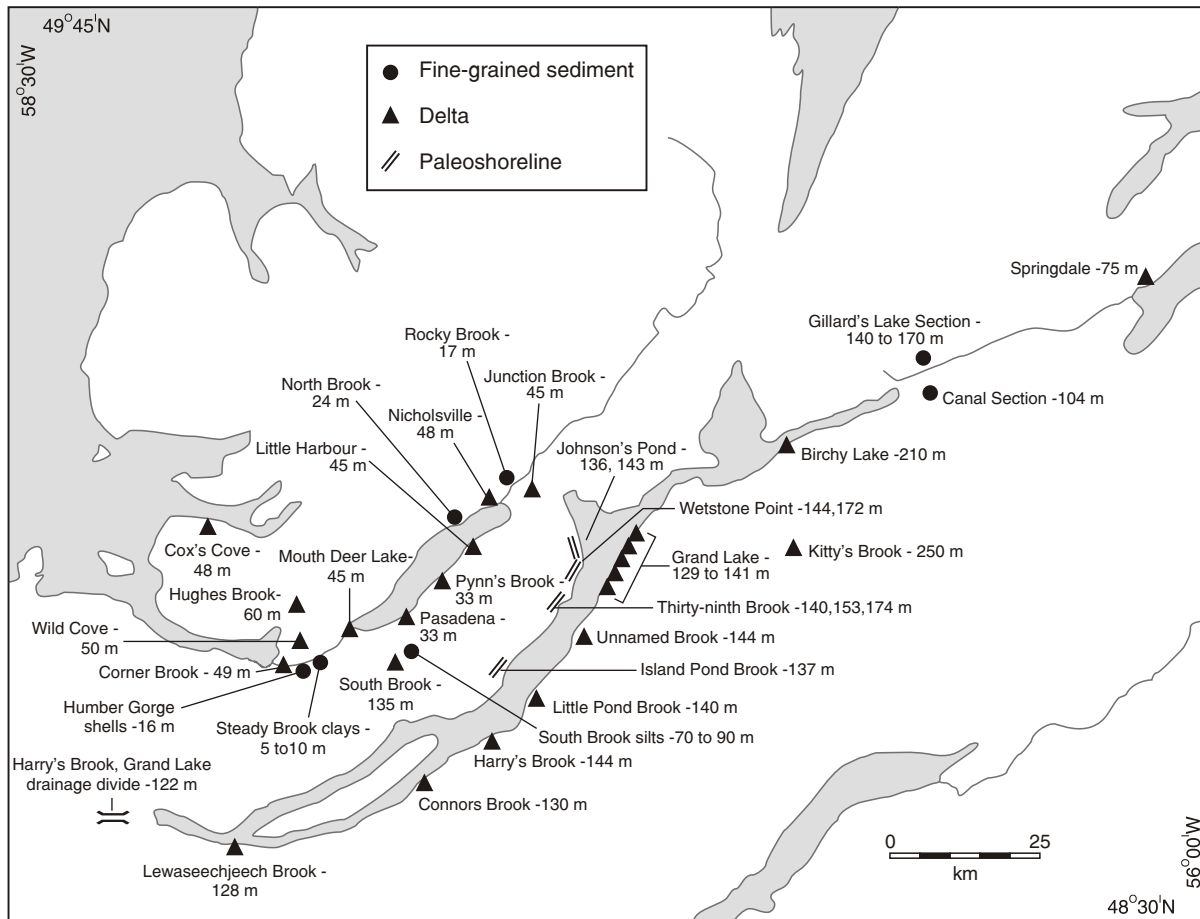 49°45'N
58°30'W
Fine-grained sediment
Delta
Paleoshoreline
Springdale -75 m
Gillard's Lake Section -
140 to 170 m
Canal Section -104 m
Birchy Lake -210 m
Rocky Brook -
17 m
Junction Brook -
45 m
North Brook -
24 m
Nicholsville -
48 m
Little Harbour -
45 m
Johnson's Pond -
136, 143 m
Wetstone Point -144,172 m
Kitty's Brook - 250 m
Grand Lake -
129 to 141 m
Cox's Cove -
48 m
Mouth Deer Lake-
45 m
Pynn's Brook -
33 m
Hughes Brook-
60 m
Thirty-ninth Brook -140,153,174 m
Pasadena -
33 m
Wild Cove -
50 m
Unnamed Brook -144 m
Corner Brook - 49 m
South Brook -
135 m
Island Pond Brook -137 m
Humber Gorge
shells -16 m
Little Pond Brook -140 m
Steady Brook clays -
5 to10 m
South Brook silts -70 to 90 m
Harry's Brook -144 m
Harry's Brook, Grand Lake
drainage divide -122 m
Connors Brook -130 m
Lewaseechjeech Brook -
128 m
0 25
km
56°00'W
48°30'N